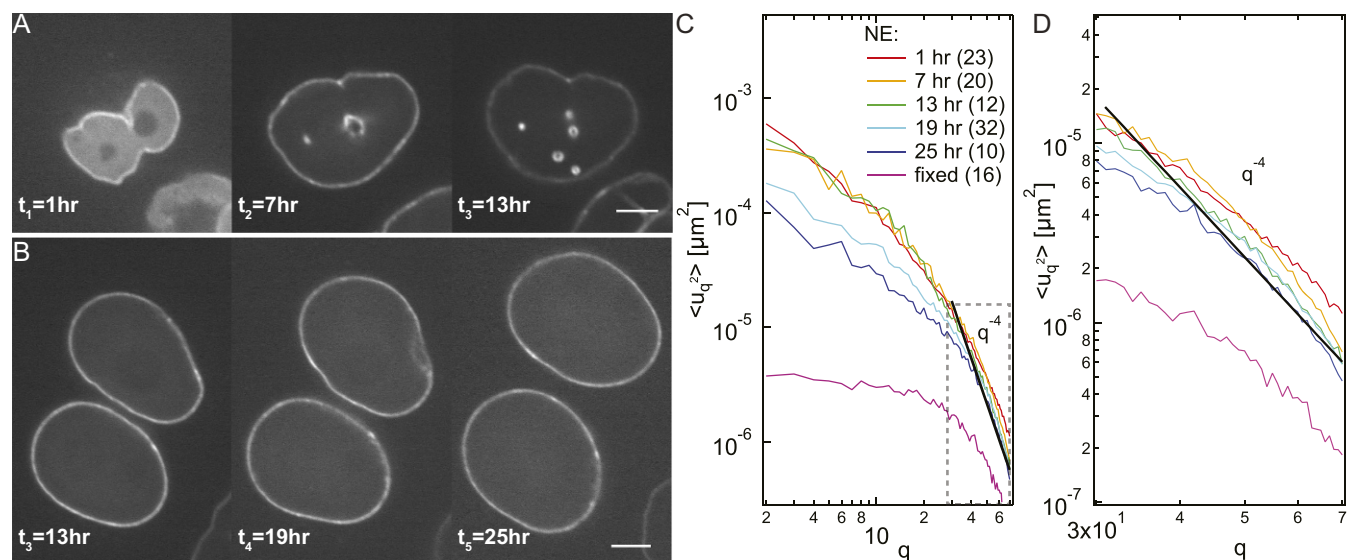 A
t₁=1hr
t₂=7hr
t₃=13hr
B
t₃=13hr
t₄=19hr
t₅=25hr
C
NE:
1 hr (23)
7 hr (20)
13 hr (12)
19 hr (32)
25 hr (10)
fixed (16)
<u_q²> [µm²]
10⁻³
10⁻⁴
10⁻⁵
10⁻⁶
q⁻⁴
2 4 6 8 10 2 4 6
q
D
<u_q²> [µm²]
4
2
10⁻⁵
8
6
4
2
10⁻⁶
8
6
4
2
10⁻⁷
q⁻⁴
3x10¹ 4 5 6 7
q